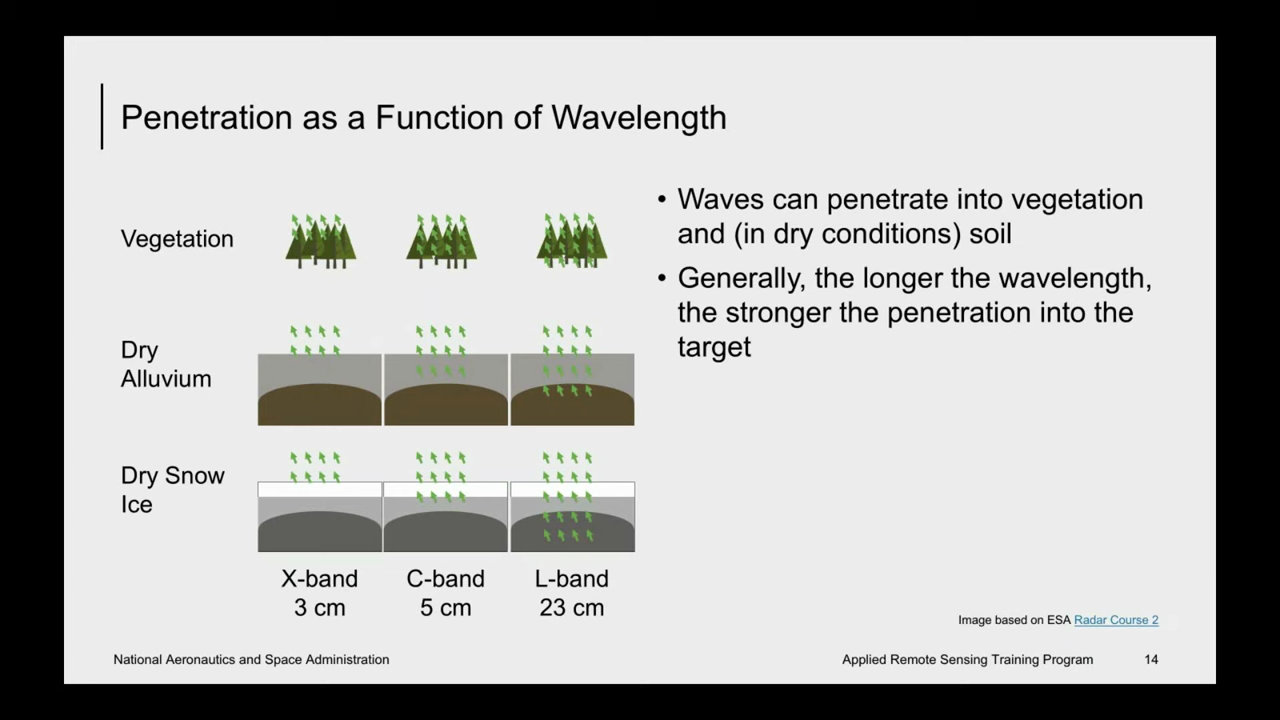 Penetration as a Function of Wavelength
Vegetation
Dry
Alluvium
Dry Snow
Ice
X-band
3 cm
C-band
5 cm
L-band
23 cm
• Waves can penetrate into vegetation
and (in dry conditions) soil
• Generally, the longer the wavelength,
the stronger the penetration into the
target
Image based on ESA Radar Course 2
National Aeronautics and Space Administration
Applied Remote Sensing Training Program
14